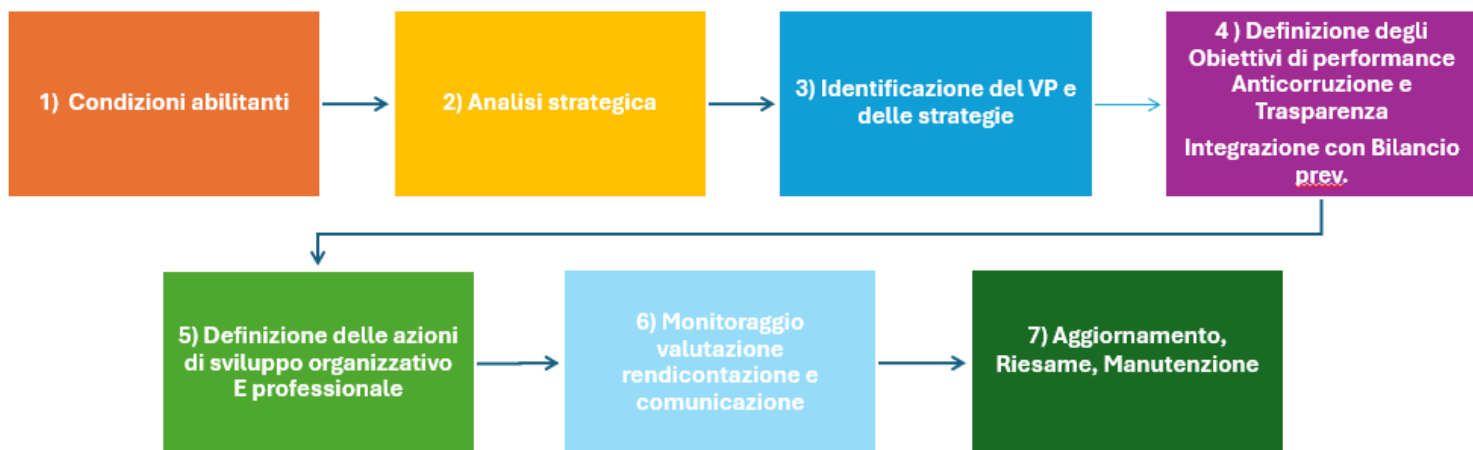 1) Condizioni abilitanti
2) Analisi strategica
3) Identificazione del VP e
delle strategie
4 ) Definizione degli
Obiettivi di performance
Anticorruzione e
Trasparenza
Integrazione con Bilancio
prev.
5) Definizione delle azioni
di sviluppo organizzativo
E professionale
6) Monitoraggio
valutazione
rendicontazione e
comunicazione
7) Aggiornamento,
Riesame, Manutenzione